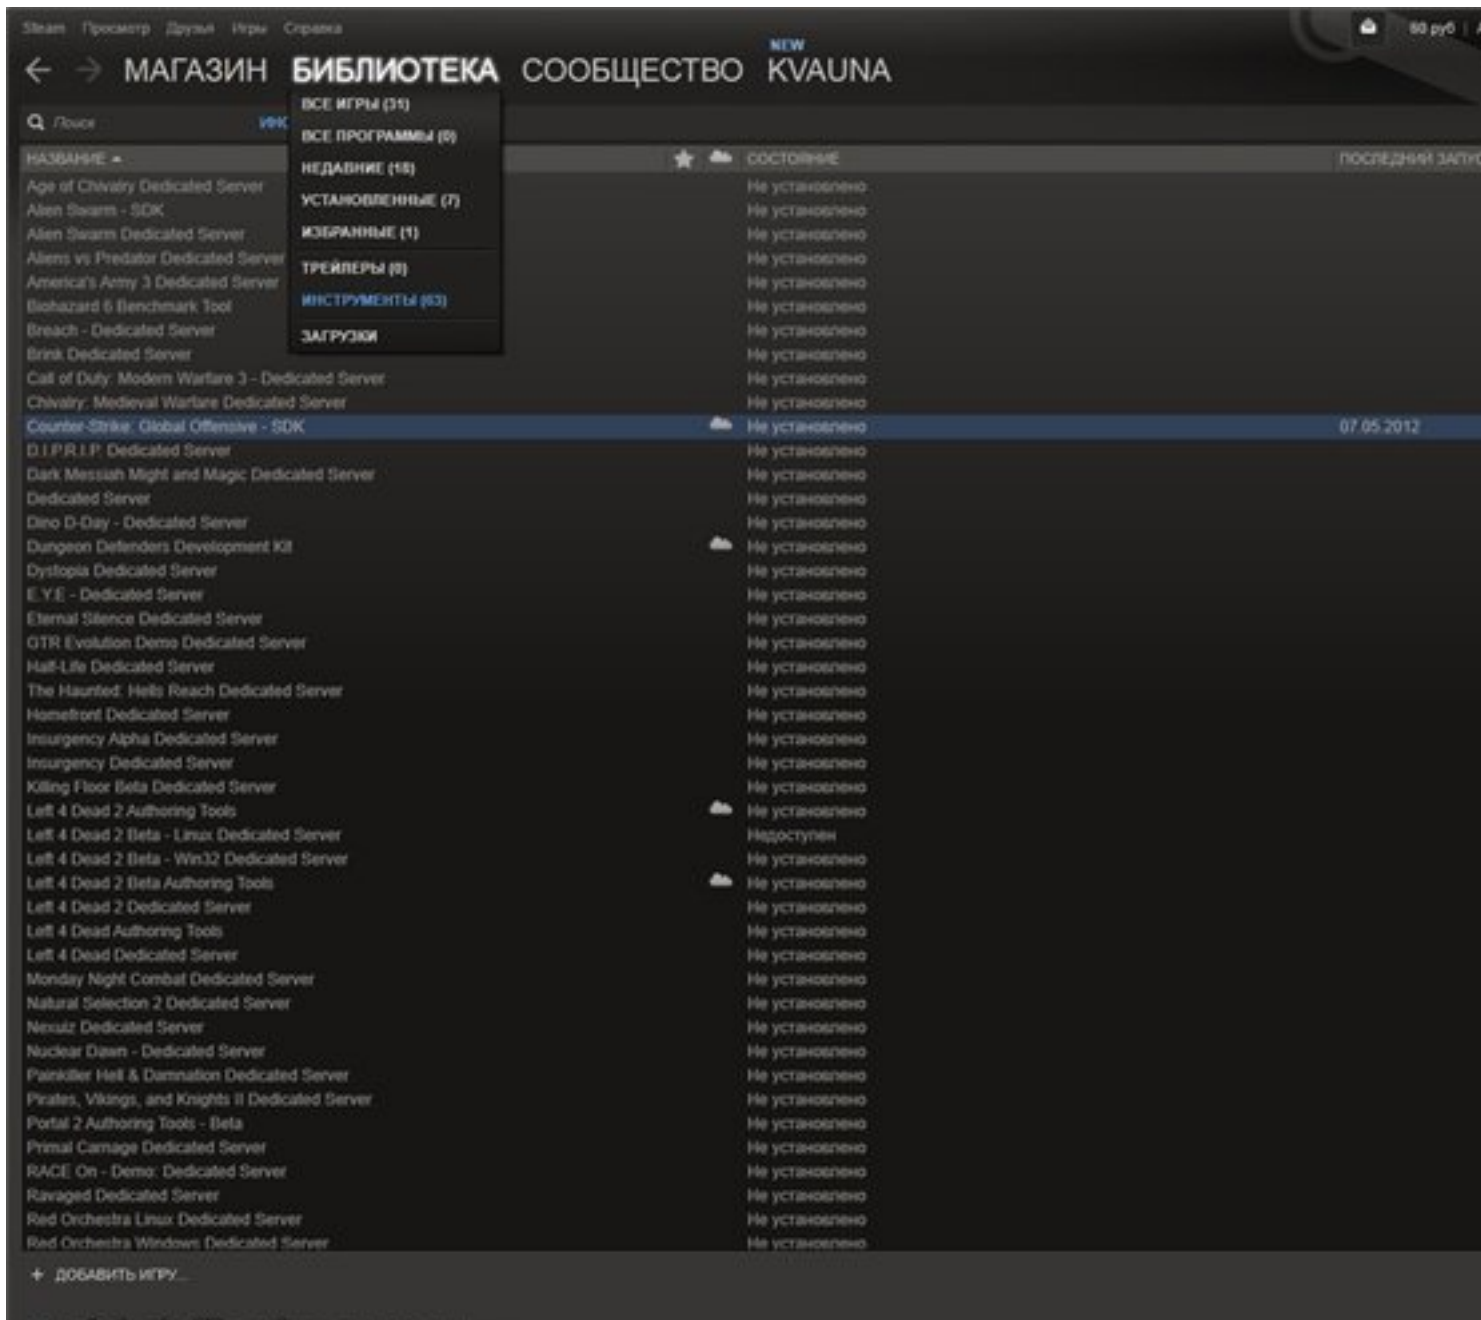 Steam Просмотр Друзья Игры Справка
60 руб
NEW
МАГАЗИН БИБЛИОТЕКА СООБЩЕСТВО KVAUNA
ВСЕ ИГРЫ (31)
Поиск
ВСЕ ПРОГРАММЫ (0)
НАЗВАНИЕ СОСТОЯНИЕ ПОСЛЕДНИЙ ЗАПУС
НЕДАВНИЕ (18)
УСТАНОВЛЕННЫЕ (7)
ИЗБРАННЫЕ (1)
ТРЕЙЛЕРЫ (0)
ИНСТРУМЕНТЫ (63)
ЗАГРУЗКИ
Age of Chivalry Dedicated Server Не установлено
Alien Swarm - SDK Не установлено
Alien Swarm Dedicated Server Не установлено
Aliens vs Predator Dedicated Server Не установлено
America's Army 3 Dedicated Server Не установлено
Biohazard 6 Benchmark Tool Не установлено
Breach - Dedicated Server Не установлено
Brink Dedicated Server Не установлено
Call of Duty: Modern Warfare 3 - Dedicated Server Не установлено
Chivalry: Medieval Warfare Dedicated Server Не установлено
Counter-Strike: Global Offensive - SDK Не установлено 07.05.2012
D.I.P.R.I.P. Dedicated Server Не установлено
Dark Messiah Might and Magic Dedicated Server Не установлено
Dedicated Server Не установлено
Dino D-Day - Dedicated Server Не установлено
Dungeon Defenders Development Kit Не установлено
Dystopia Dedicated Server Не установлено
E.Y.E - Dedicated Server Не установлено
Eternal Silence Dedicated Server Не установлено
GTR Evolution Demo Dedicated Server Не установлено
Half-Life Dedicated Server Не установлено
The Haunted: Hells Reach Dedicated Server Не установлено
Homefront Dedicated Server Не установлено
Insurgency Alpha Dedicated Server Не установлено
Insurgency Dedicated Server Не установлено
Killing Floor Beta Dedicated Server Не установлено
Left 4 Dead 2 Authoring Tools Не установлено
Left 4 Dead 2 Beta - Linux Dedicated Server Недоступен
Left 4 Dead 2 Beta - Win32 Dedicated Server Не установлено
Left 4 Dead 2 Beta Authoring Tools Не установлено
Left 4 Dead 2 Dedicated Server Не установлено
Left 4 Dead Authoring Tools Не установлено
Left 4 Dead Dedicated Server Не установлено
Monday Night Combat Dedicated Server Не установлено
Natural Selection 2 Dedicated Server Не установлено
Nexuiz Dedicated Server Не установлено
Nuclear Dawn - Dedicated Server Не установлено
Painkiller Hell & Damnation Dedicated Server Не установлено
Pirates, Vikings, and Knights II Dedicated Server Не установлено
Portal 2 Authoring Tools - Beta Не установлено
Primal Carnage Dedicated Server Не установлено
RACE On - Demo: Dedicated Server Не установлено
Ravaged Dedicated Server Не установлено
Red Orchestra Linux Dedicated Server Не установлено
Red Orchestra Windows Dedicated Server Не установлено
+ ДОБАВИТЬ ИГРУ...